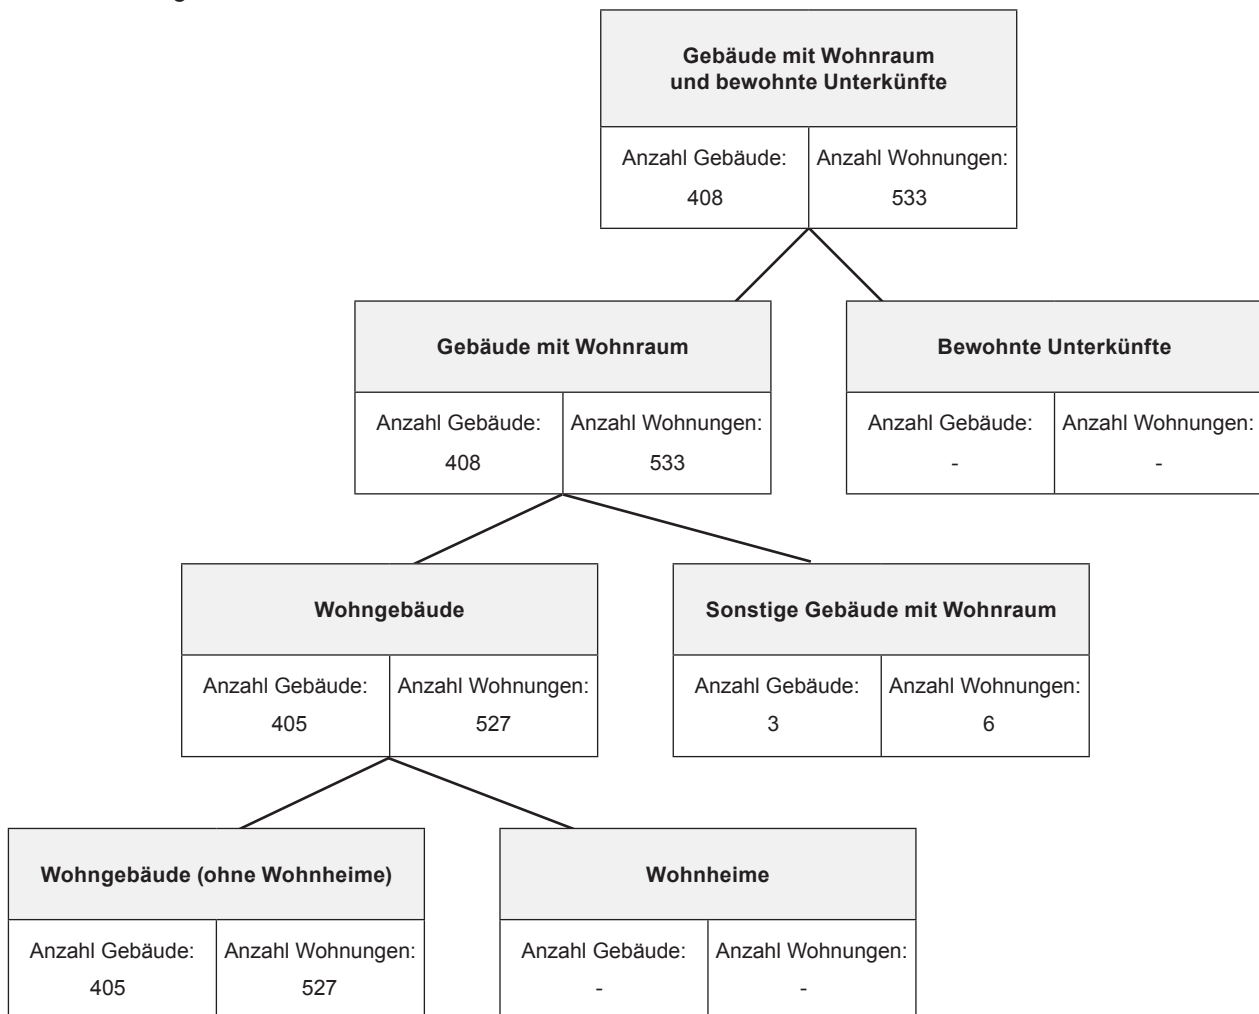 Gebäude mit Wohnraum
und bewohnte Unterkünfte
Anzahl Gebäude: Anzahl Wohnungen:
408 533
Gebäude mit Wohnraum
Anzahl Gebäude: Anzahl Wohnungen:
408 533
Bewohnte Unterkünfte
Anzahl Gebäude: Anzahl Wohnungen:
- -
Wohngebäude
Anzahl Gebäude: Anzahl Wohnungen:
405 527
Sonstige Gebäude mit Wohnraum
Anzahl Gebäude: Anzahl Wohnungen:
3 6
Wohngebäude (ohne Wohnheime)
Anzahl Gebäude: Anzahl Wohnungen:
405 527
Wohnheime
Anzahl Gebäude: Anzahl Wohnungen:
- -